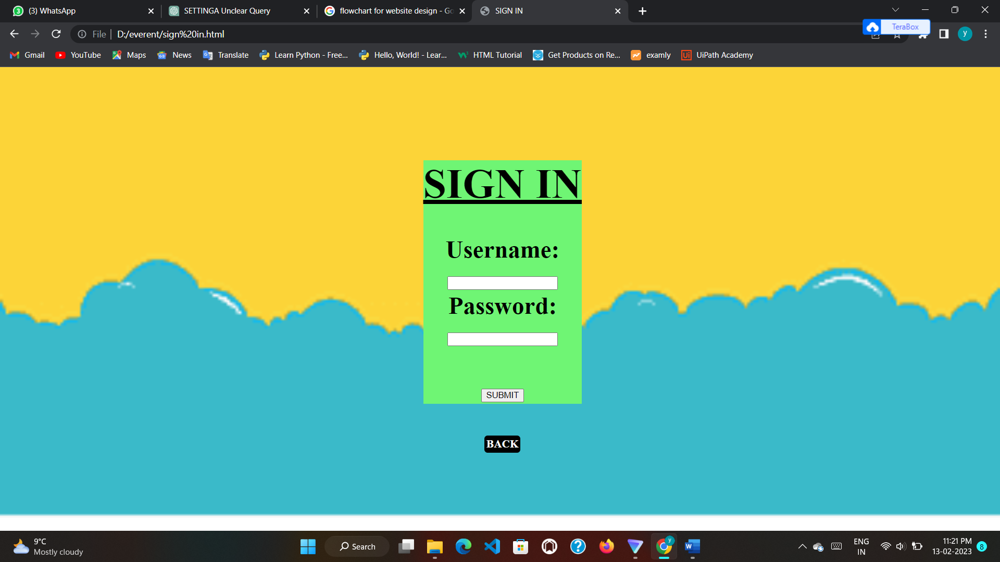 3 (3) WhatsApp SETTINGA Unclear Query flowchart for website design - Go SIGN IN
File D:/everent/sign%20in.html TeraBox y
Gmail YouTube Maps News Translate Learn Python - Free... Hello, World! - Lear... HTML Tutorial Get Products on Re... examly UiPath Academy
SIGN IN
Username:
Password:
SUBMIT
BACK
9°C
Mostly cloudy
Search
ENG
IN
11:21 PM
13-02-2023
8